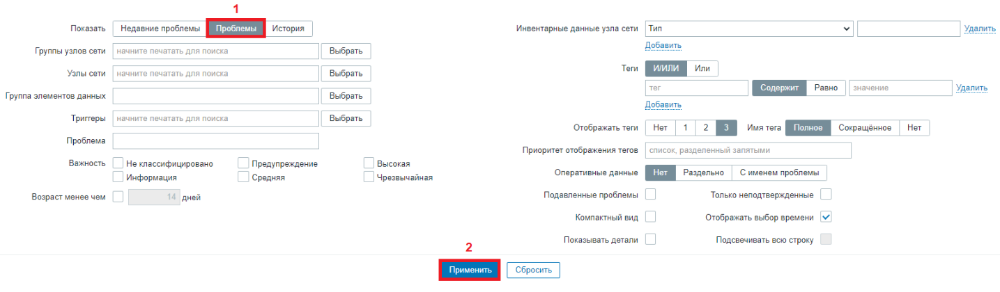 1
Показать Недавние проблемы Проблемы История
Группы узлов сети начните печатать для поиска Выбрать
Узлы сети начните печатать для поиска Выбрать
Группа элементов данных Выбрать
Триггеры начните печатать для поиска Выбрать
Проблема
Важность Не классифицировано Предупреждение Высокая
Информация Средняя Чрезвычайная
Возраст менее чем 14 дней
Инвентарные данные узла сети Тип Удалить
Добавить
Теги И/ИЛИ Или
тег Содержит Равно значение Удалить
Добавить
Отображать теги Нет 1 2 3 Имя тега Полное Сокращённое Нет
Приоритет отображения тегов список, разделенный запятыми
Оперативные данные Нет Раздельно С именем проблемы
Подавленные проблемы Только неподтвержденные
Компактный вид Отображать выбор времени
Показывать детали Подсвечивать всю строку
2
Применить Сбросить